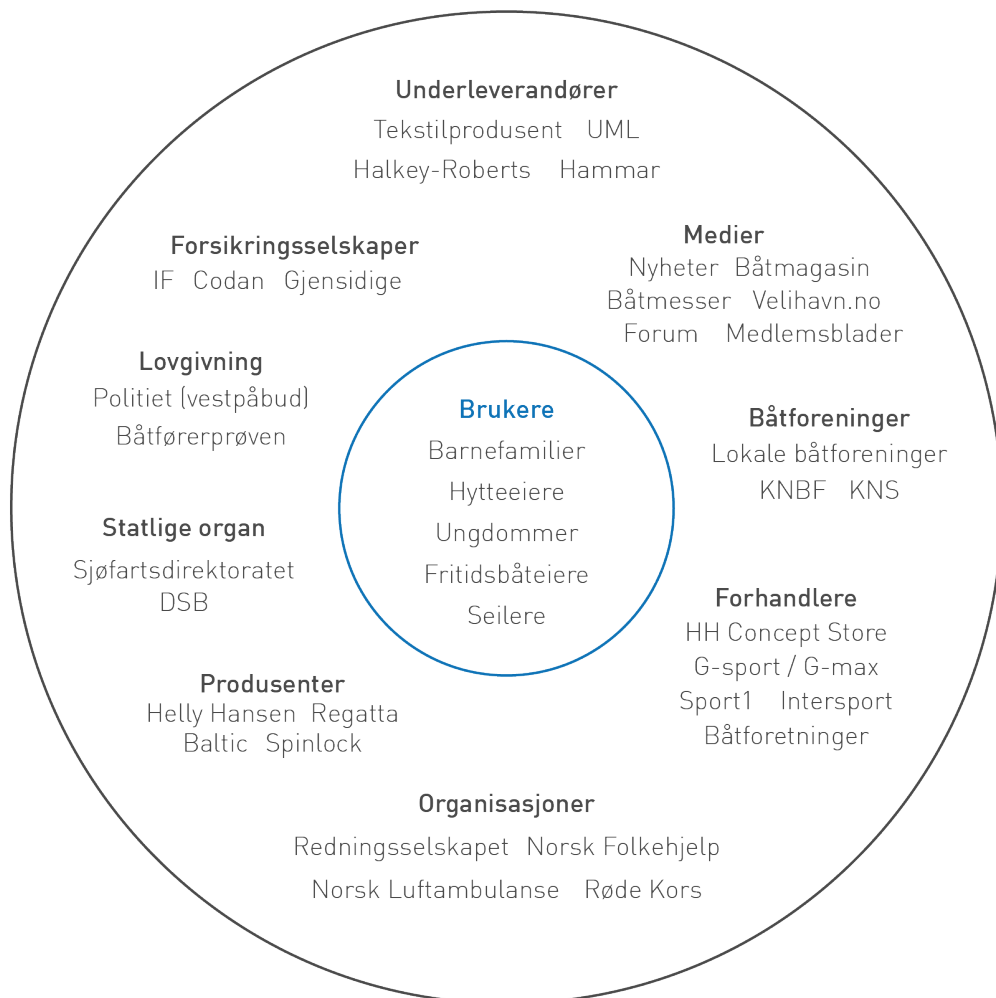 Underleverandører
Tekstilprodusent UML
Halkey-Roberts Hammar
Forsikringsselskaper
IF Codan Gjensidige
Medier
Nyheter Båtmagasin
Båtmesser Velihavn.no
Forum Medlemsblader
Lovgivning
Politiet (vestpåbud)
Båtførerprøven
Brukere
Barnefamilier
Hytteeiere
Ungdommer
Fritidsbåteiere
Seilere
Båtforeninger
Lokale båtforeninger
KNBF KNS
Statlige organ
Sjøfartsdirektoratet
DSB
Forhandlere
HH Concept Store
G-sport / G-max
Sport1 Intersport
Båtforetninger
Produsenter
Helly Hansen Regatta
Baltic Spinlock
Organisasjoner
Redningsselskapet Norsk Folkehjelp
Norsk Luftambulanse Røde Kors